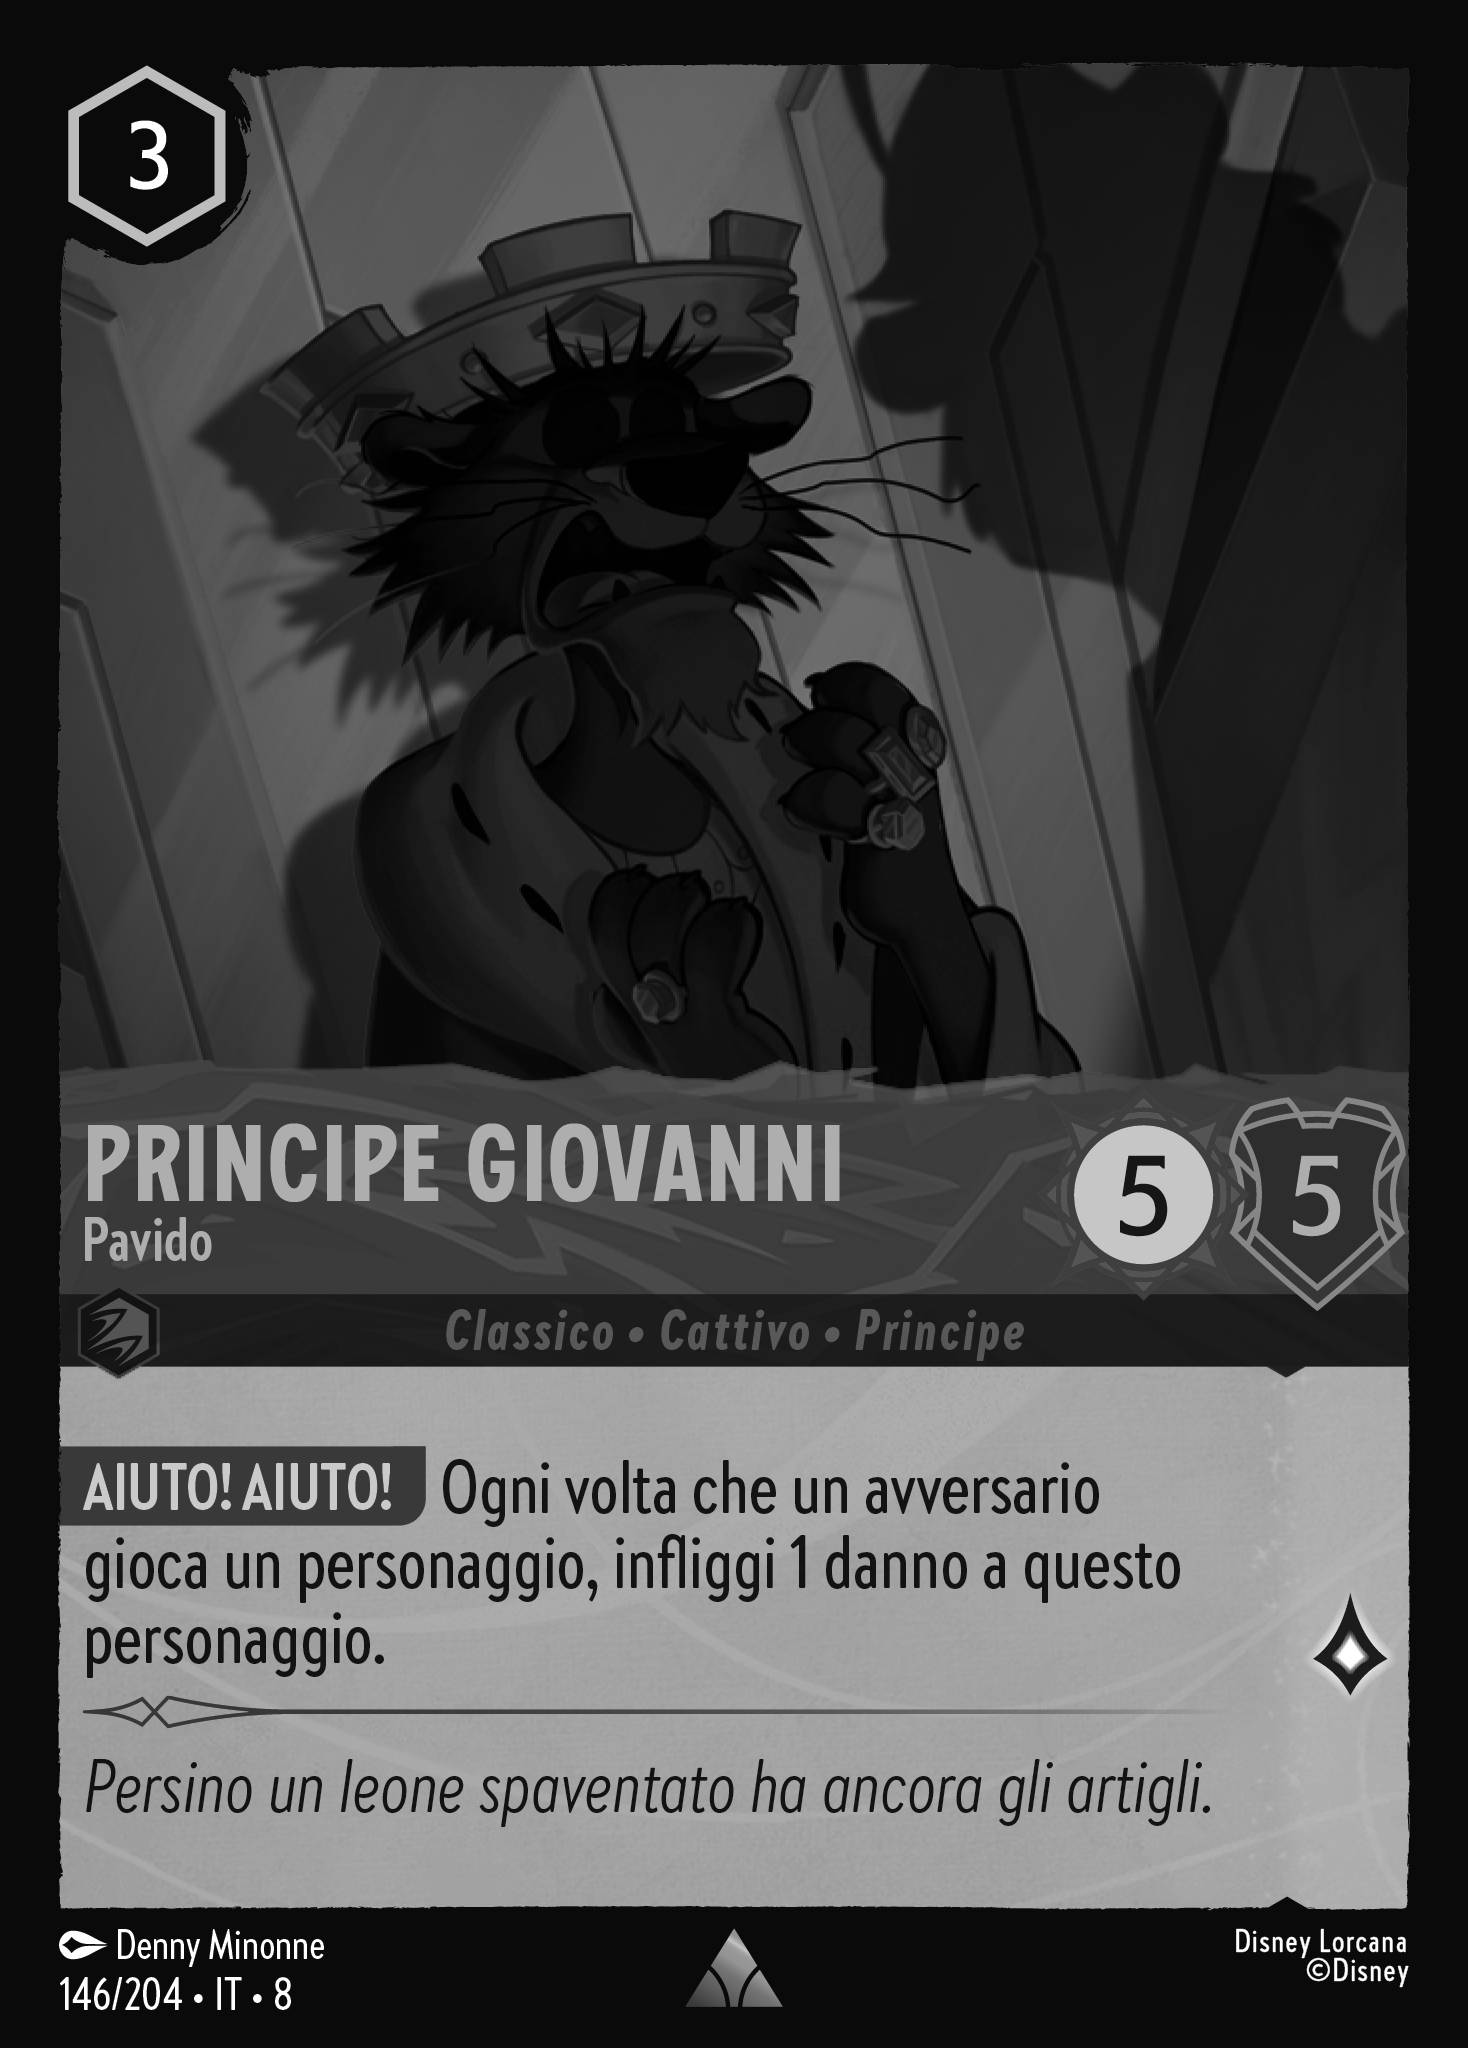 3
PRINCIPE GIOVANNI
Pavido
5 5
Classico • Cattivo • Principe
AIUTO! AIUTO! Ogni volta che un avversario
gioca un personaggio, infliggi 1 danno a questo
personaggio.
Persino un leone spaventato ha ancora gli artigli.
Denny Minonne
146/204 • IT • 8
Disney Lorcana
©Disney